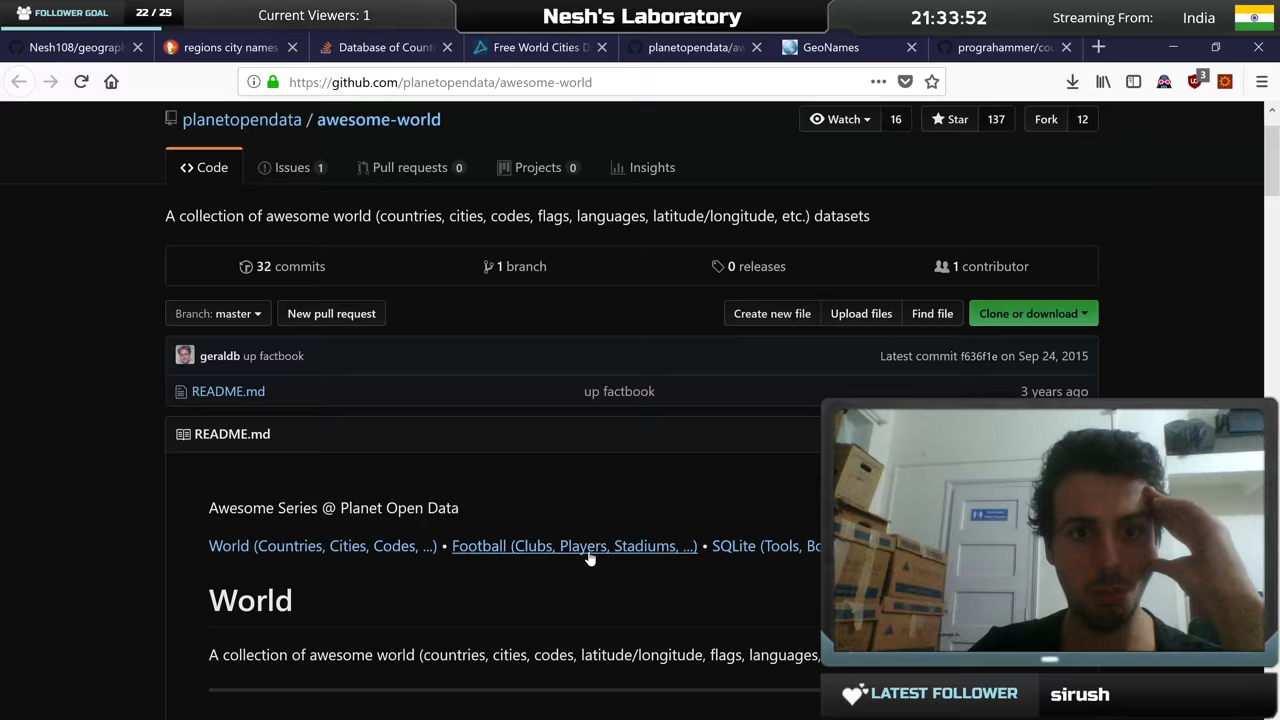 FOLLOWER GOAL 22 / 25 Current Viewers: 1 Nesh's Laboratory 21:33:52 Streaming From: India
Nesh108/geograph regions city names Database of Count Free World Cities D planetopendata/aw GeoNames prograhammer/cou
https://github.com/planetopendata/awesome-world 3
planetopendata / awesome-world Watch 16 Star 137 Fork 12
Code Issues 1 Pull requests 0 Projects 0 Insights
A collection of awesome world (countries, cities, codes, flags, languages, latitude/longitude, etc.) datasets
32 commits 1 branch 0 releases 1 contributor
Branch: master New pull request Create new file Upload files Find file Clone or download
geraldb up factbook Latest commit f636f1e on Sep 24, 2015
README.md up factbook 3 years ago
README.md
Awesome Series @ Planet Open Data
World (Countries, Cities, Codes, ...) • Football (Clubs, Players, Stadiums, ...) • SQLite (Tools, Bo
World
A collection of awesome world (countries, cities, codes, latitude/longitude, flags, languages,
LATEST FOLLOWER sirush